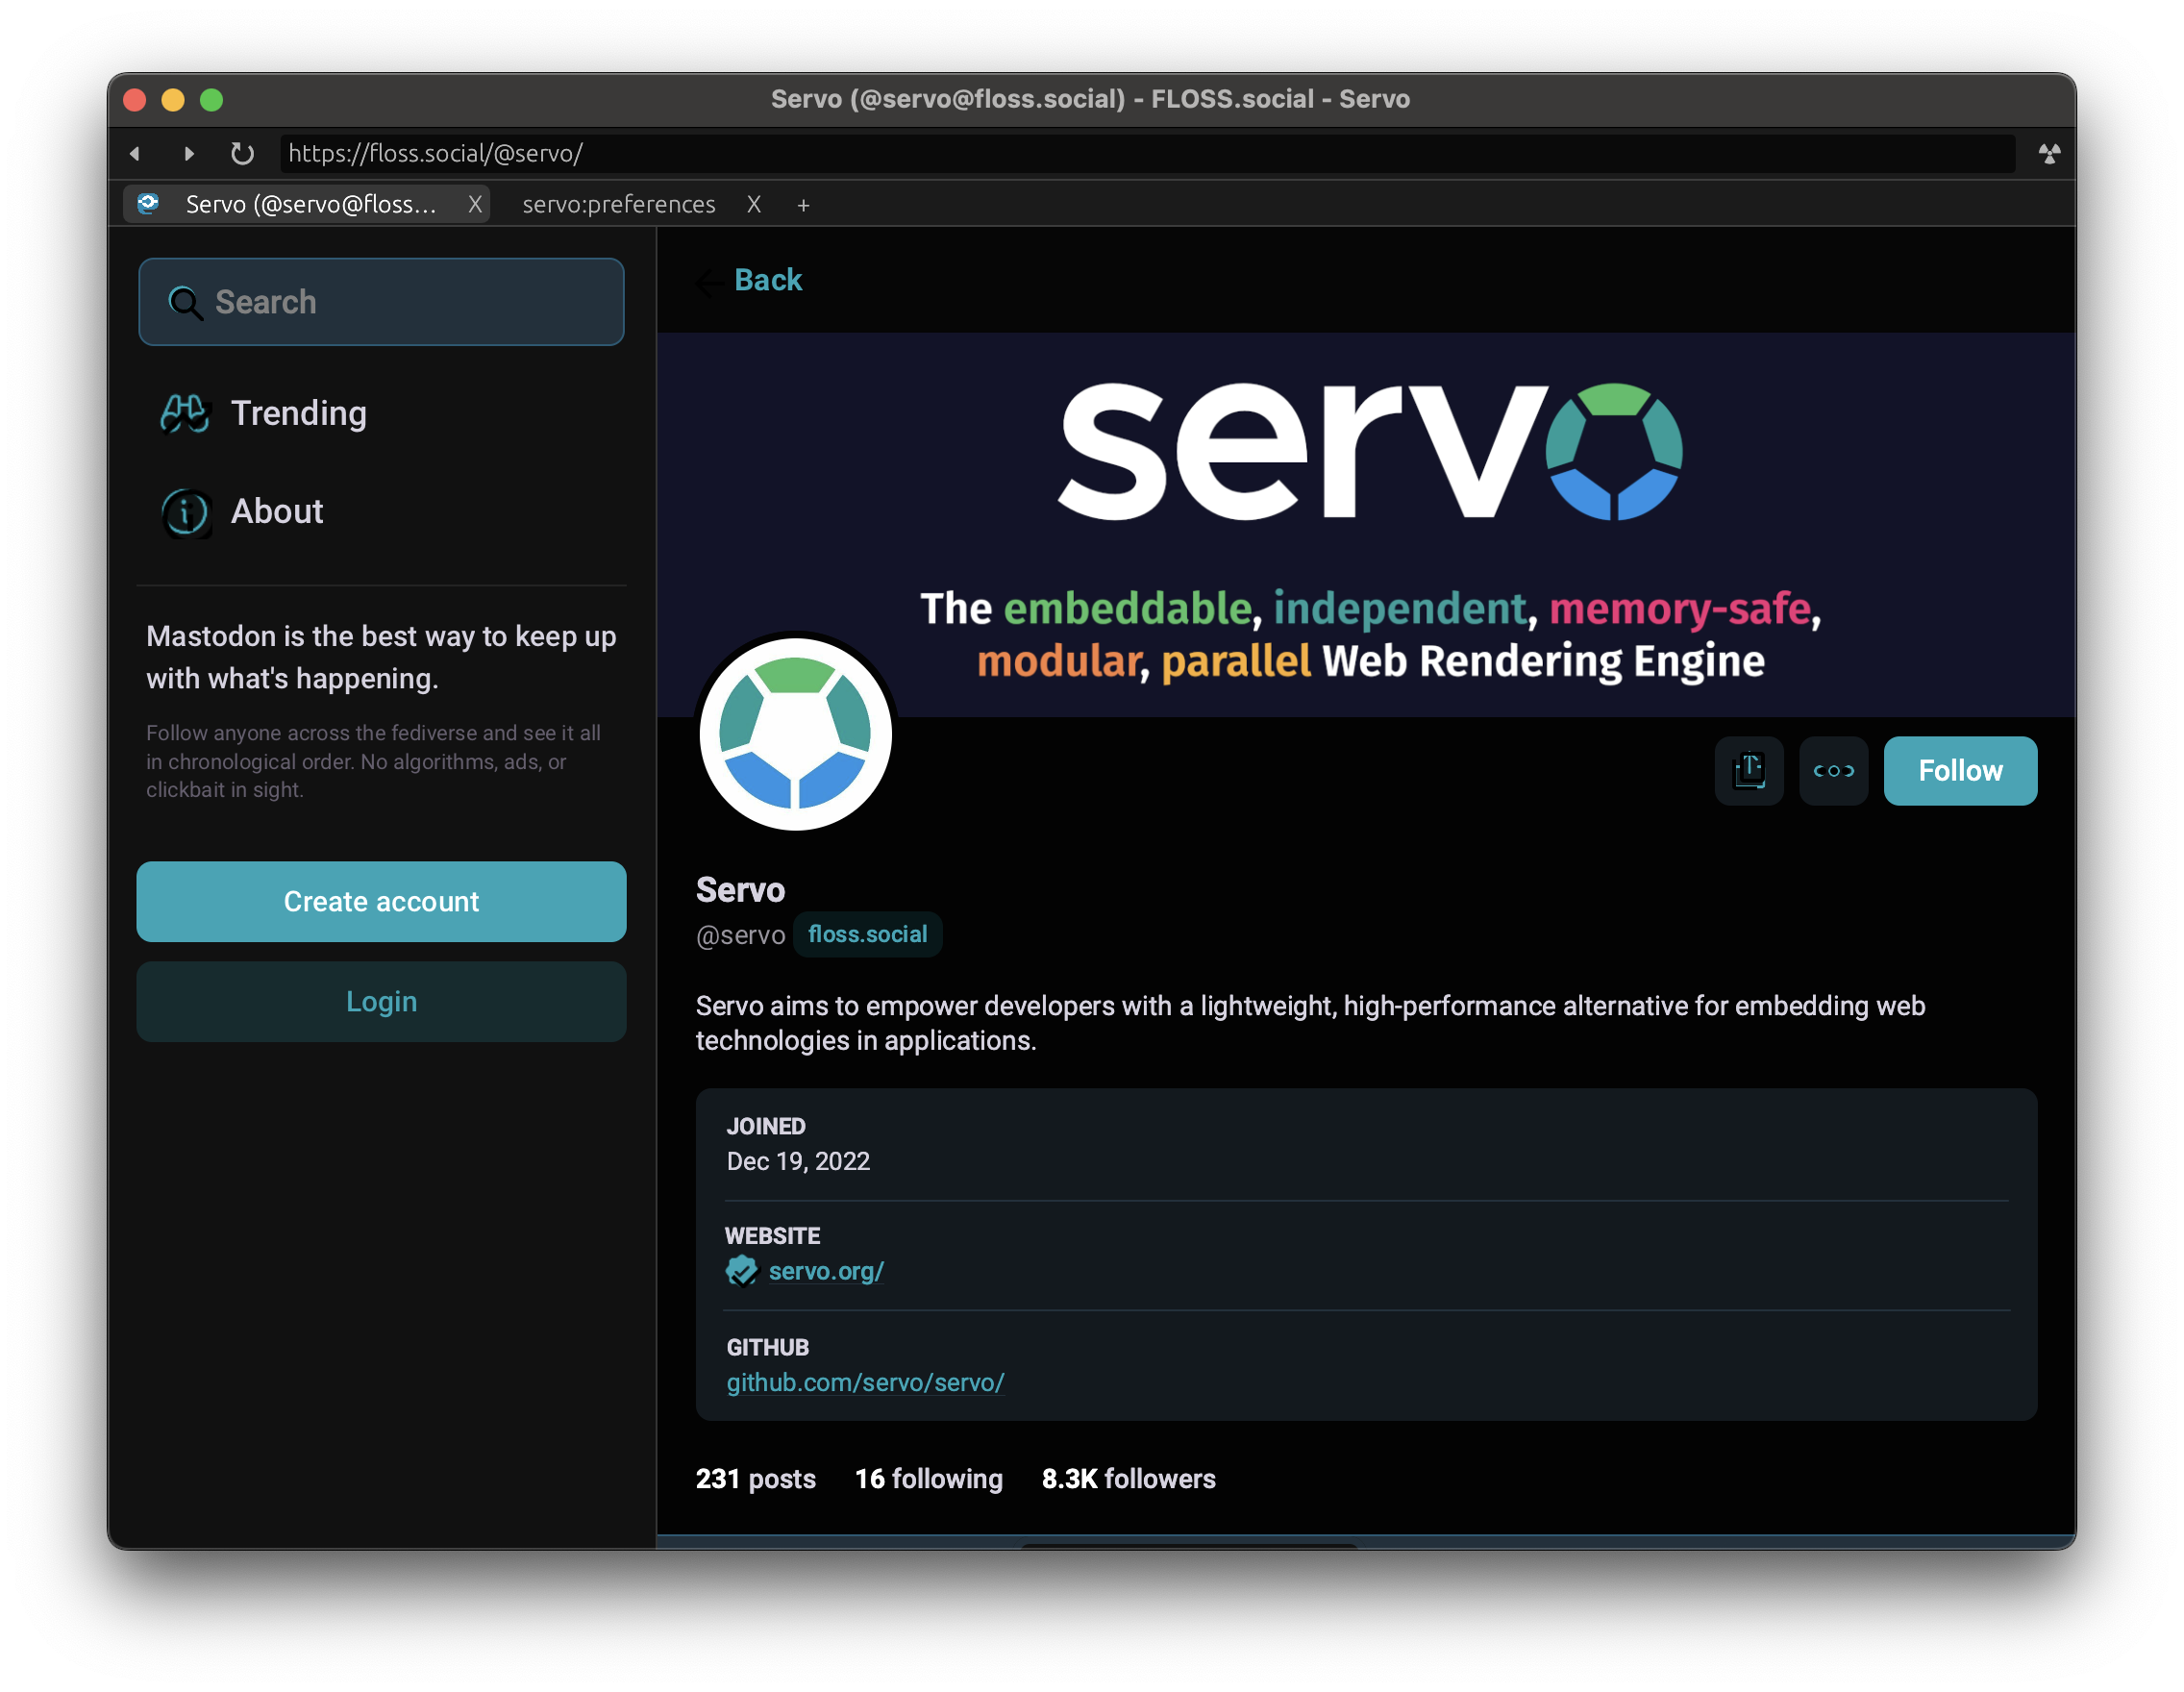 Servo (@servo@floss.social) - FLOSS.social - Servo
https://floss.social/@servo/
Servo (@servo@floss... X servo:preferences X +
Search
Trending
About
Mastodon is the best way to keep up
with what's happening.
Follow anyone across the fediverse and see it all
in chronological order. No algorithms, ads, or
clickbait in sight.
Create account
Login
Back
servo
The embeddable, independent, memory-safe,
modular, parallel Web Rendering Engine
Follow
Servo
@servo floss.social
Servo aims to empower developers with a lightweight, high-performance alternative for embedding web
technologies in applications.
JOINED
Dec 19, 2022
WEBSITE
servo.org/
GITHUB
github.com/servo/servo/
231 posts 16 following 8.3K followers